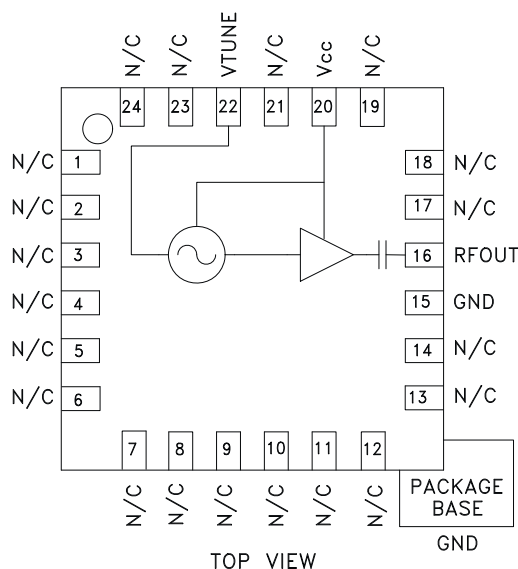 N/C N/C VTUNE N/C Vcc N/C
24 23 22 21 20 19
N/C 1 18 N/C
N/C 2 17 N/C
N/C 3 16 RFOUT
N/C 4 15 GND
N/C 5 14 N/C
N/C 6 13 N/C
7 8 9 10 11 12
N/C N/C N/C N/C N/C N/C
PACKAGE
BASE
GND
TOP VIEW